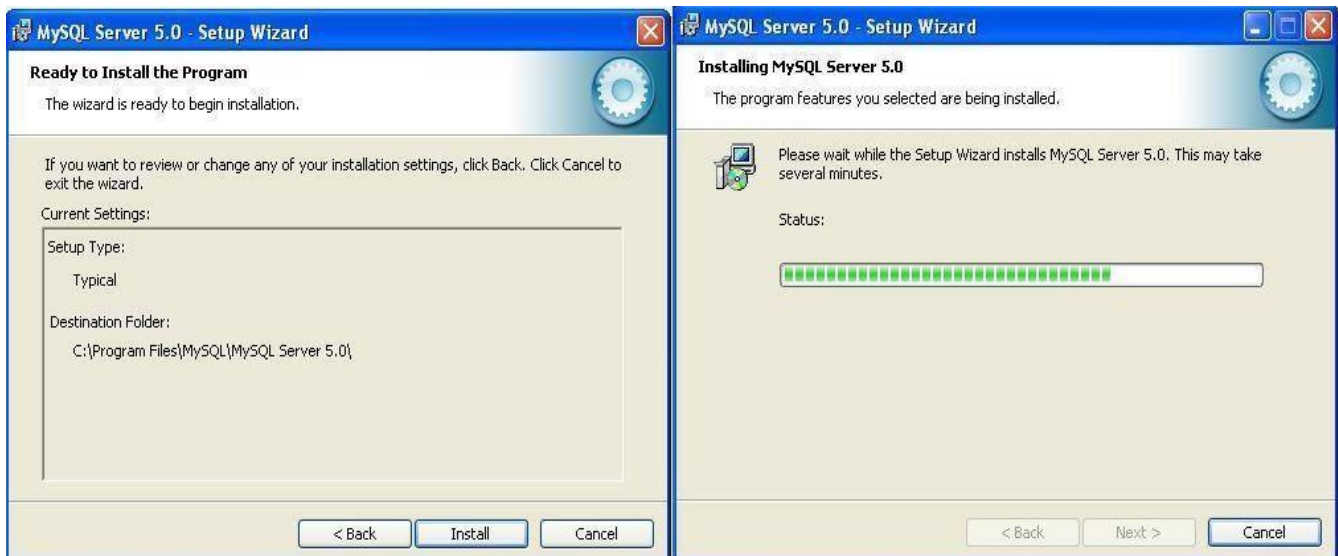 MySQL Server 5.0 - Setup Wizard
Ready to Install the Program
The wizard is ready to begin installation.
If you want to review or change any of your installation settings, click Back. Click Cancel to
exit the wizard.
Current Settings:
Setup Type:
Typical
Destination Folder:
C:\Program Files\MySQL\MySQL Server 5.0\
< Back
Install
Cancel
MySQL Server 5.0 - Setup Wizard
Installing MySQL Server 5.0
The program features you selected are being installed.
Please wait while the Setup Wizard installs MySQL Server 5.0. This may take
several minutes.
Status:
< Back
Next >
Cancel